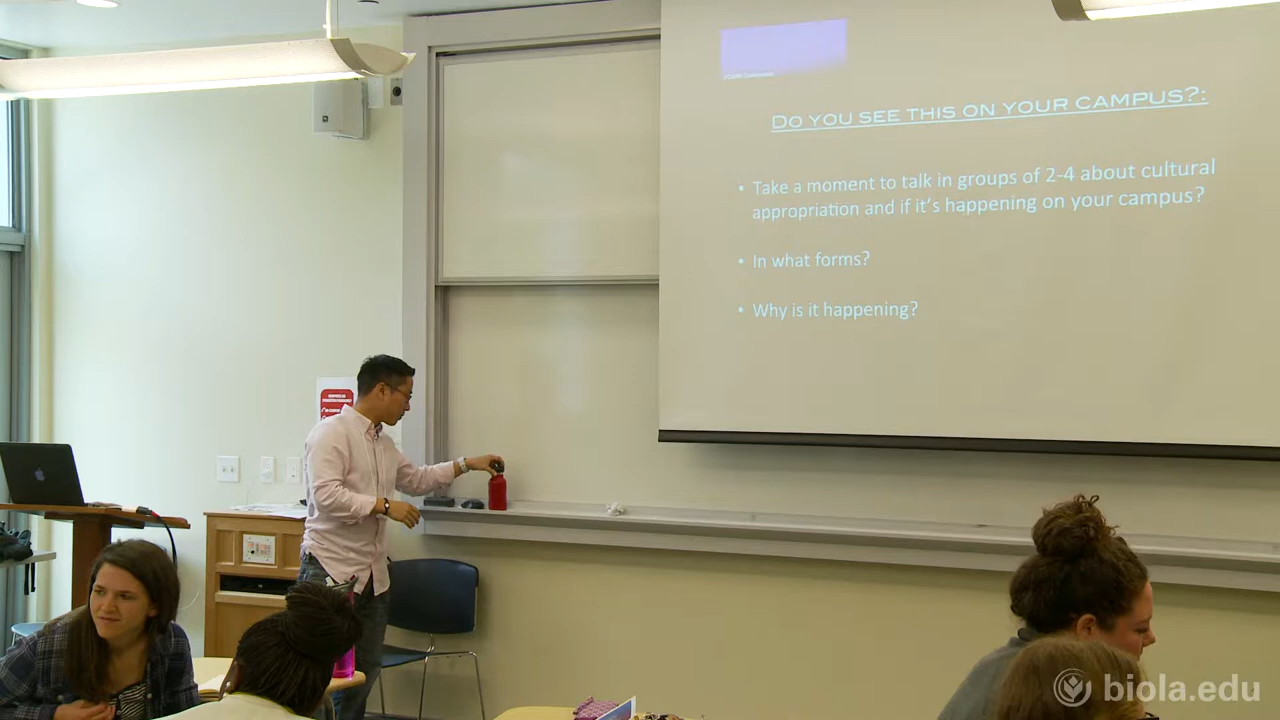 DO YOU SEE THIS ON YOUR CAMPUS?:
• Take a moment to talk in groups of 2-4 about cultural
appropriation and if it's happening on your campus?
• In what forms?
• Why is it happening?
biola.edu